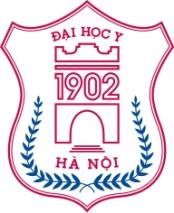 ĐẠI HỌC Y
1902
HÀ NỘI